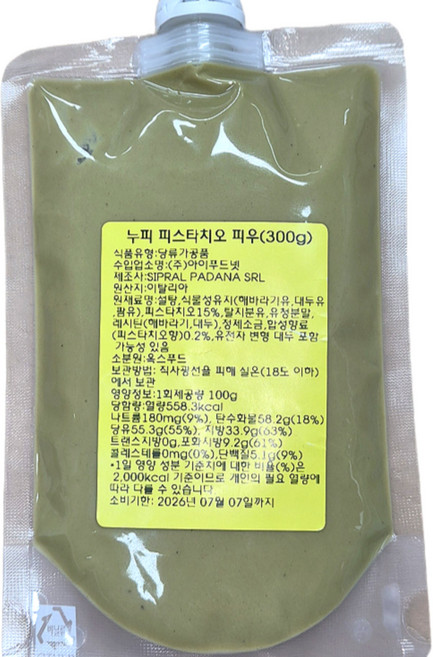 누피 피스타치오 피우(300g)
식품유형:당류가공품
수입업소명:(주)아이푸드넷
제조사:SIPRAL PADANA SRL
원산지:이탈리아
원재료명:설탕,식물성유지(해바라기유,대두유
,팜유),피스타치오15%,탈지분유,유청분말,
레시틴(해바라기,대두),정제소금,합성향료
(피스타치오향)0.2%,유전자 변형 대두 포함
가능성 있음
소분원:옥스푸드
보관방법: 직사광선을 피해 실온(18도 이하)
에서 보관
영양정보:1회제공량 100g
당함량:열량558.3kcal
나트륨180mg(9%), 탄수화물58.2g(18%)
당유55.3g(55%), 지방33.9g(63%)
트랜스지방0g,포화지방9.2g(61%)
콜레스테롤0mg(0%),단백질5.1g(9%)
*1일 영양 성분 기준치에 대한 비율(%)은
2,000kcal 기준이므로 개인의 필요 열량에
따라 다를 수 있습니다
소비기한: 2026년 07월 07일까지